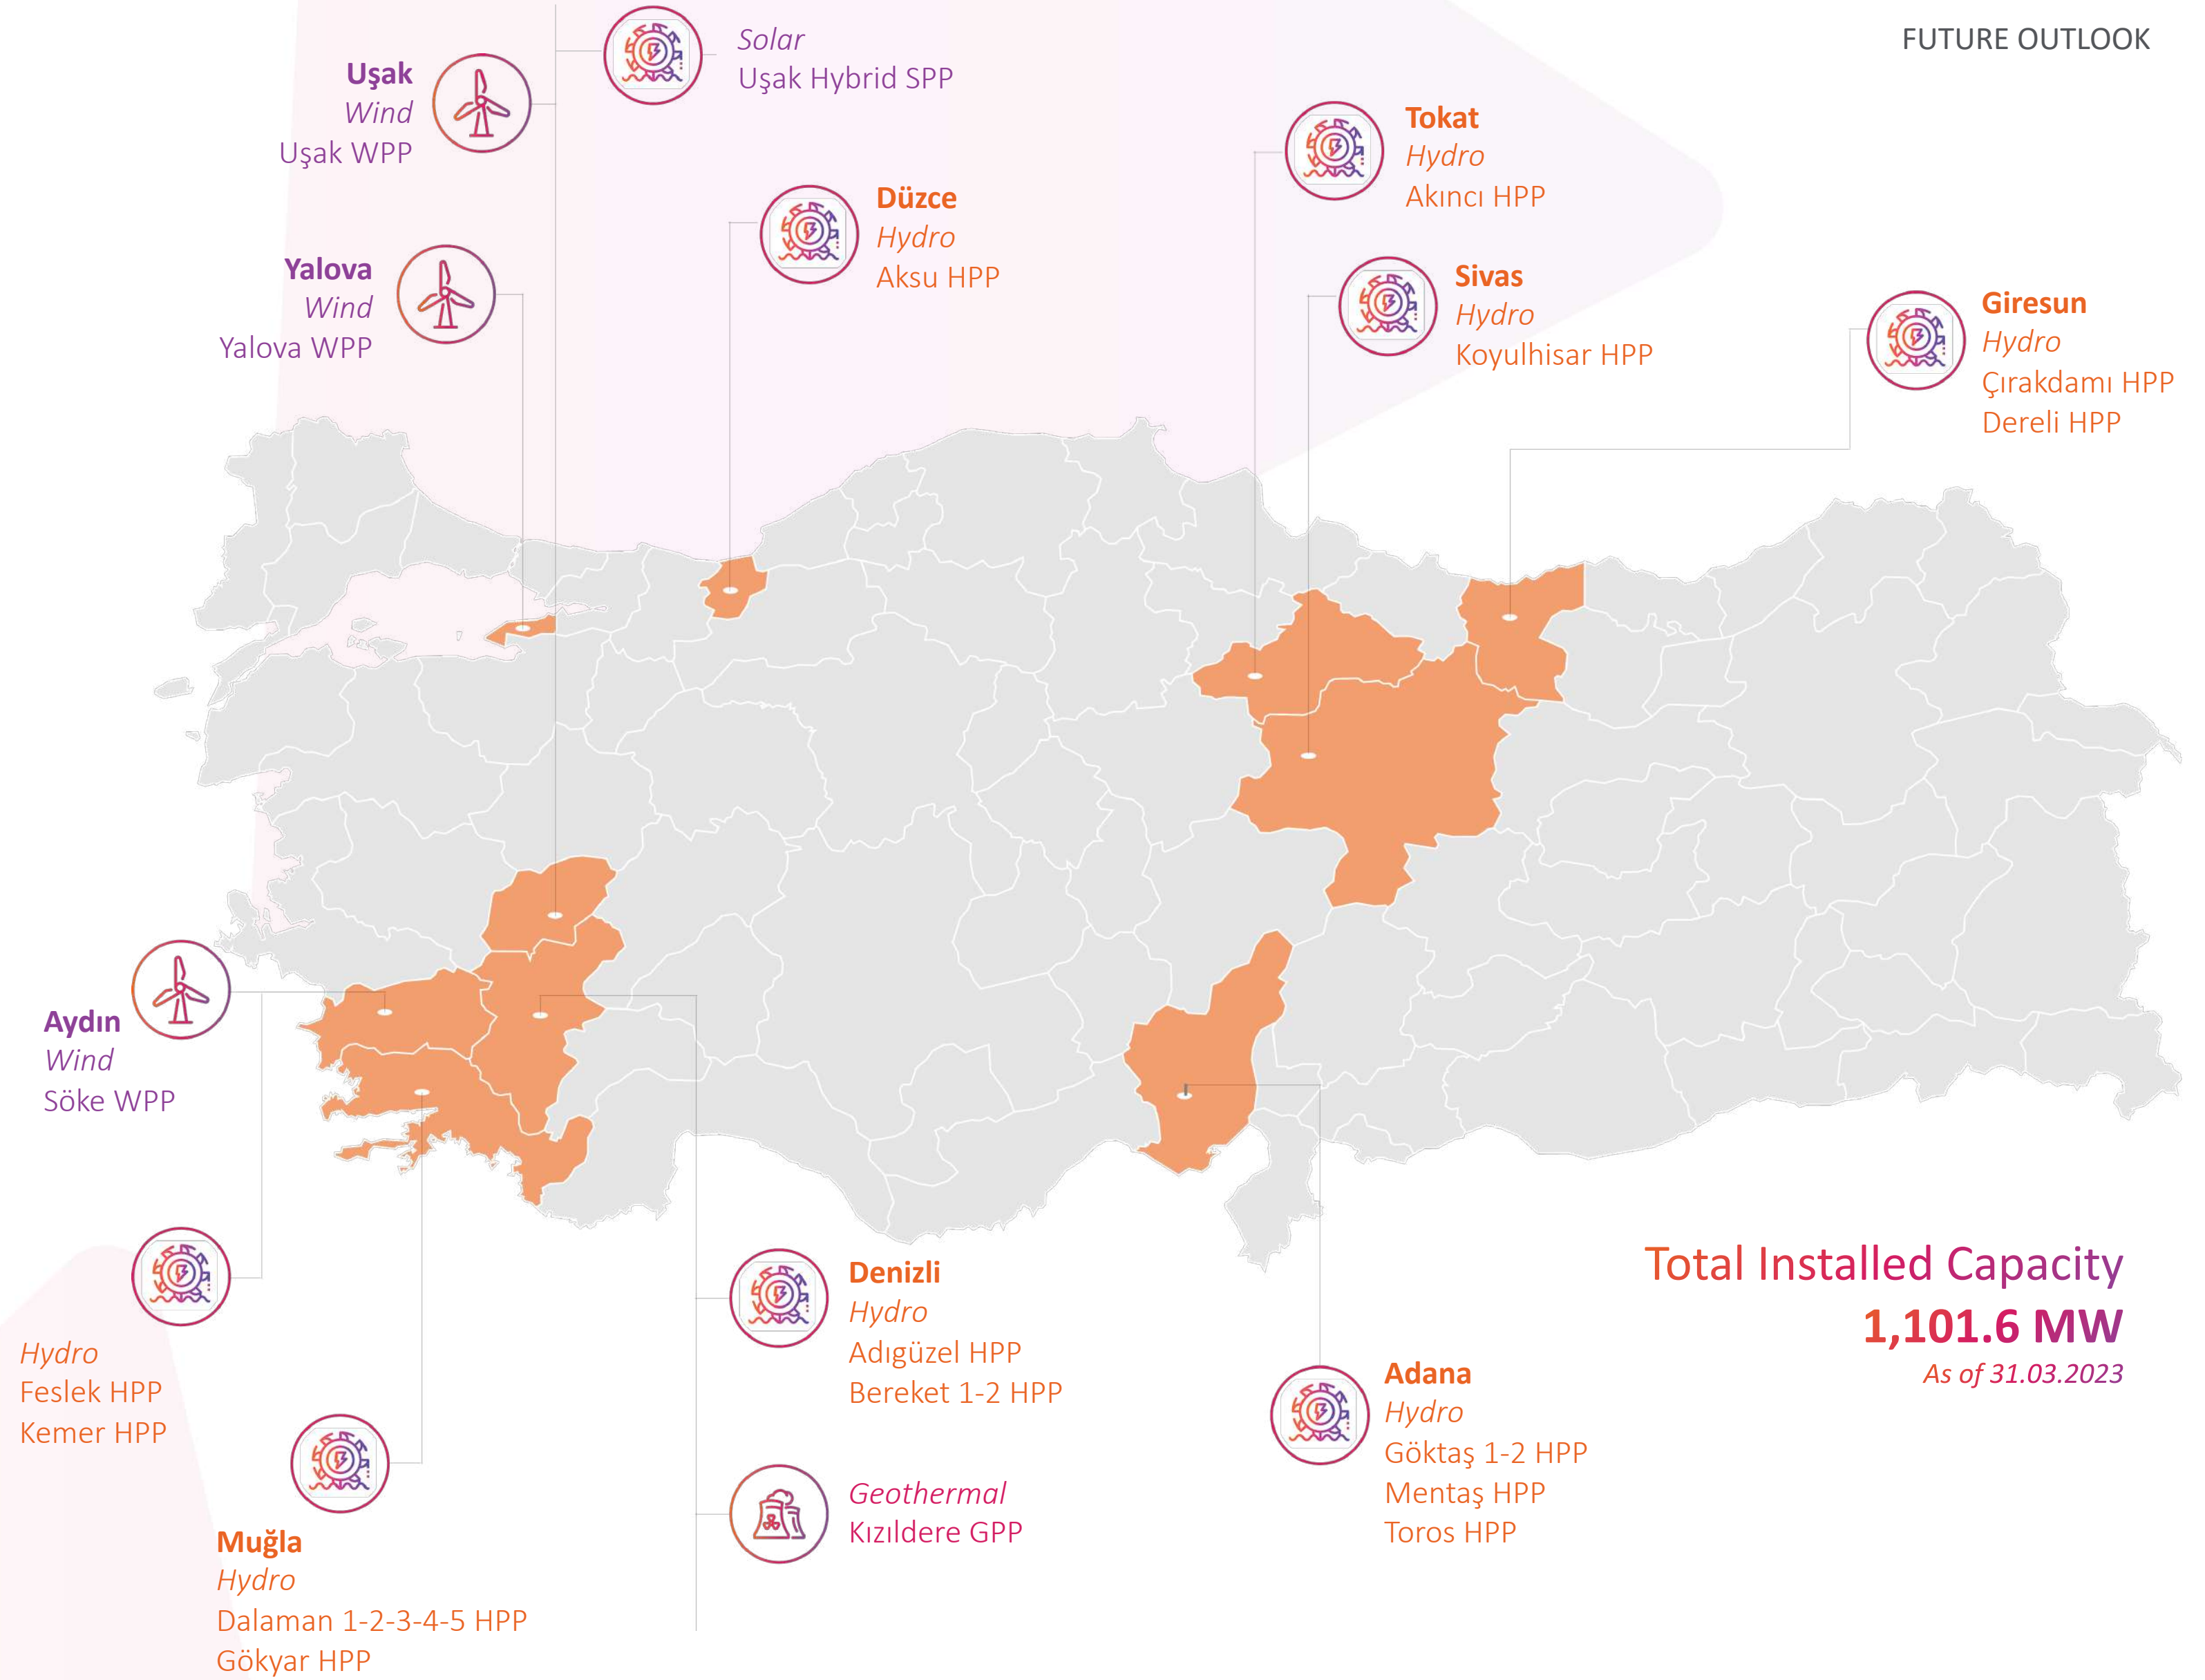 FUTURE OUTLOOK
Uşak
Wind
Uşak WPP
Solar
Uşak Hybrid SPP
Tokat
Hydro
Akıncı HPP
Düzce
Hydro
Aksu HPP
Yalova
Wind
Yalova WPP
Sivas
Hydro
Koyulhisar HPP
Giresun
Hydro
Çırakdamı HPP
Dereli HPP
Aydın
Wind
Söke WPP
Hydro
Feslek HPP
Kemer HPP
Muğla
Hydro
Dalaman 1-2-3-4-5 HPP
Gökyar HPP
Denizli
Hydro
Adıgüzel HPP
Bereket 1-2 HPP
Geothermal
Kızıldere GPP
Adana
Hydro
Göktaş 1-2 HPP
Mentaş HPP
Toros HPP
Total Installed Capacity
1,101.6 MW
As of 31.03.2023